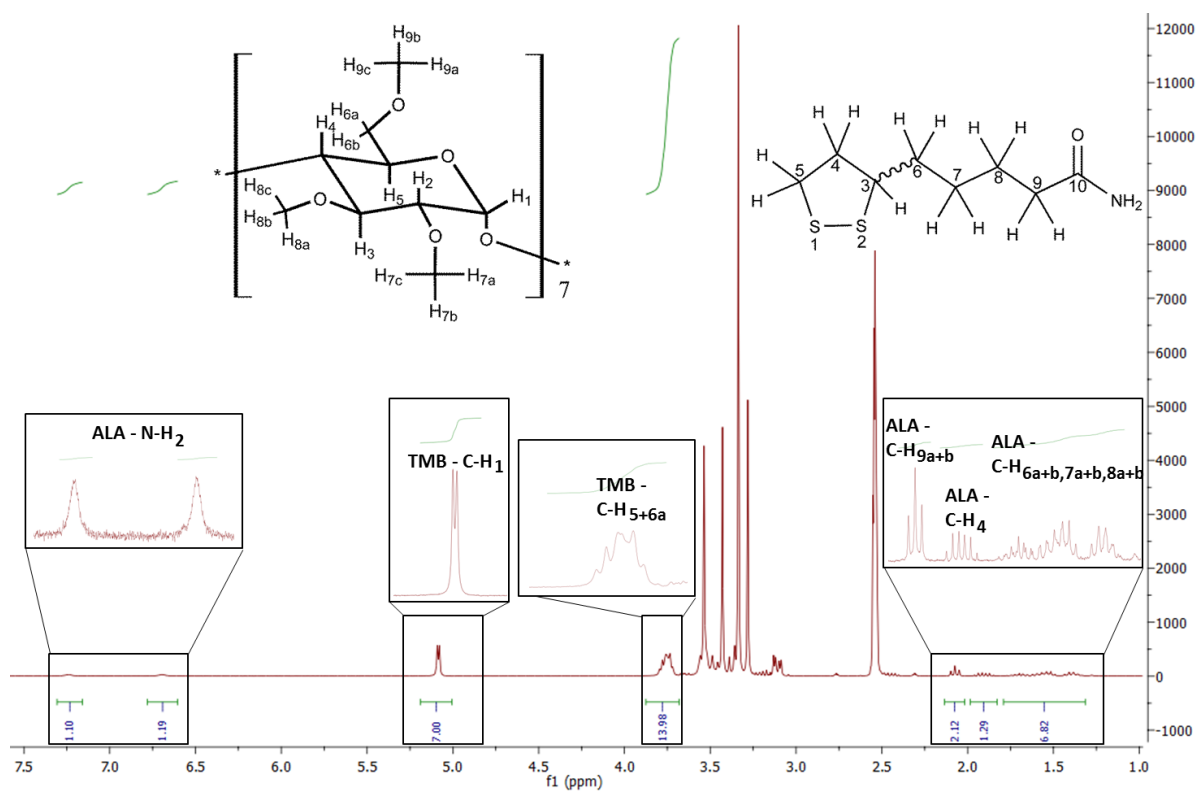 H9b
H9c
H9a
O
H6a
H4
H6b
O
H2
*
H8c
O
H5
H1
H8b
O
O
H8a
H3
*
H7c
H7a
7
H7b
H
H
H
H
H
H
O
H
4
6
8
5
3
7
9
10
H
H
NH2
S
S
H
H
H
H
1
2
12000
11000
10000
9000
8000
7000
6000
5000
4000
3000
2000
1000
0
-1000
ALA - N-H2
TMB - C-H1
TMB -
C-H5+6a
ALA -
C-H9a+b
ALA -
C-H4
ALA -
C-H6a+b,7a+b,8a+b
1.10
1.19
7.00
13.98
2.12
1.29
6.82
7.5
7.0
6.5
6.0
5.5
5.0
4.5
4.0
3.5
3.0
2.5
2.0
1.5
1.0
f1 (ppm)